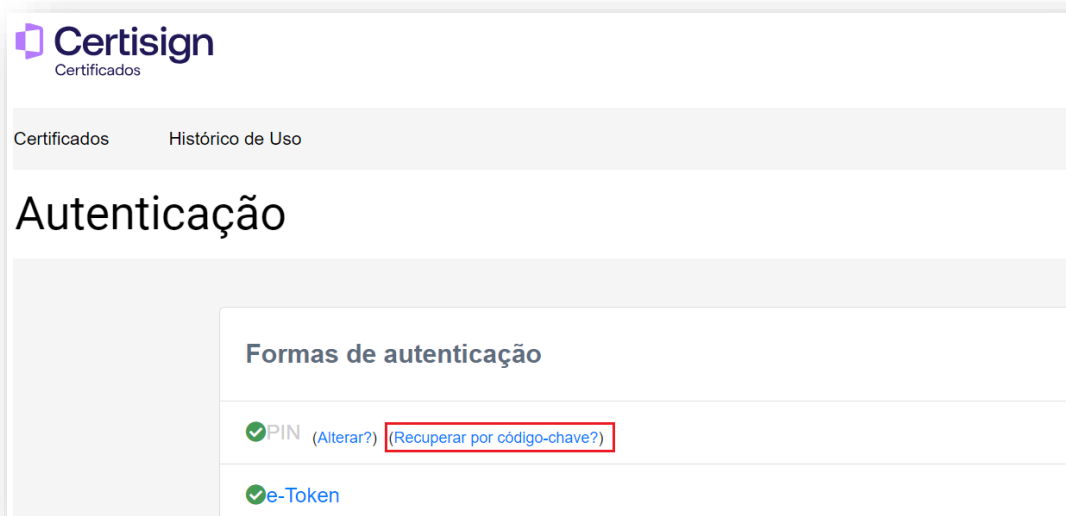 Certisign
Certificados
Certificados Histórico de Uso
Autenticação
Formas de autenticação
PIN (Alterar?) (Recuperar por código-chave?)
e-Token